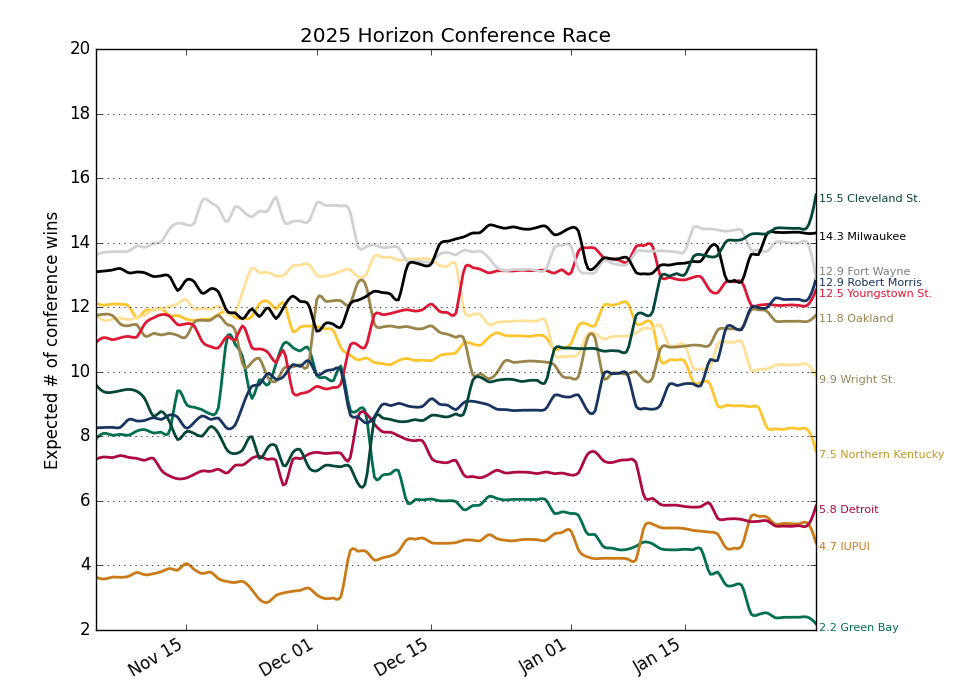 2025 Horizon Conference Race
Expected # of conference wins
20
18
16
14
12
10
8
6
4
2
Nov 15
Dec 01
Dec 15
Jan 01
Jan 15
15.5 Cleveland St.
14.3 Milwaukee
12.9 Fort Wayne
12.9 Robert Morris
12.5 Youngstown St.
11.8 Oakland
9.9 Wright St.
7.5 Northern Kentucky
5.8 Detroit
4.7 IUPUI
2.2 Green Bay